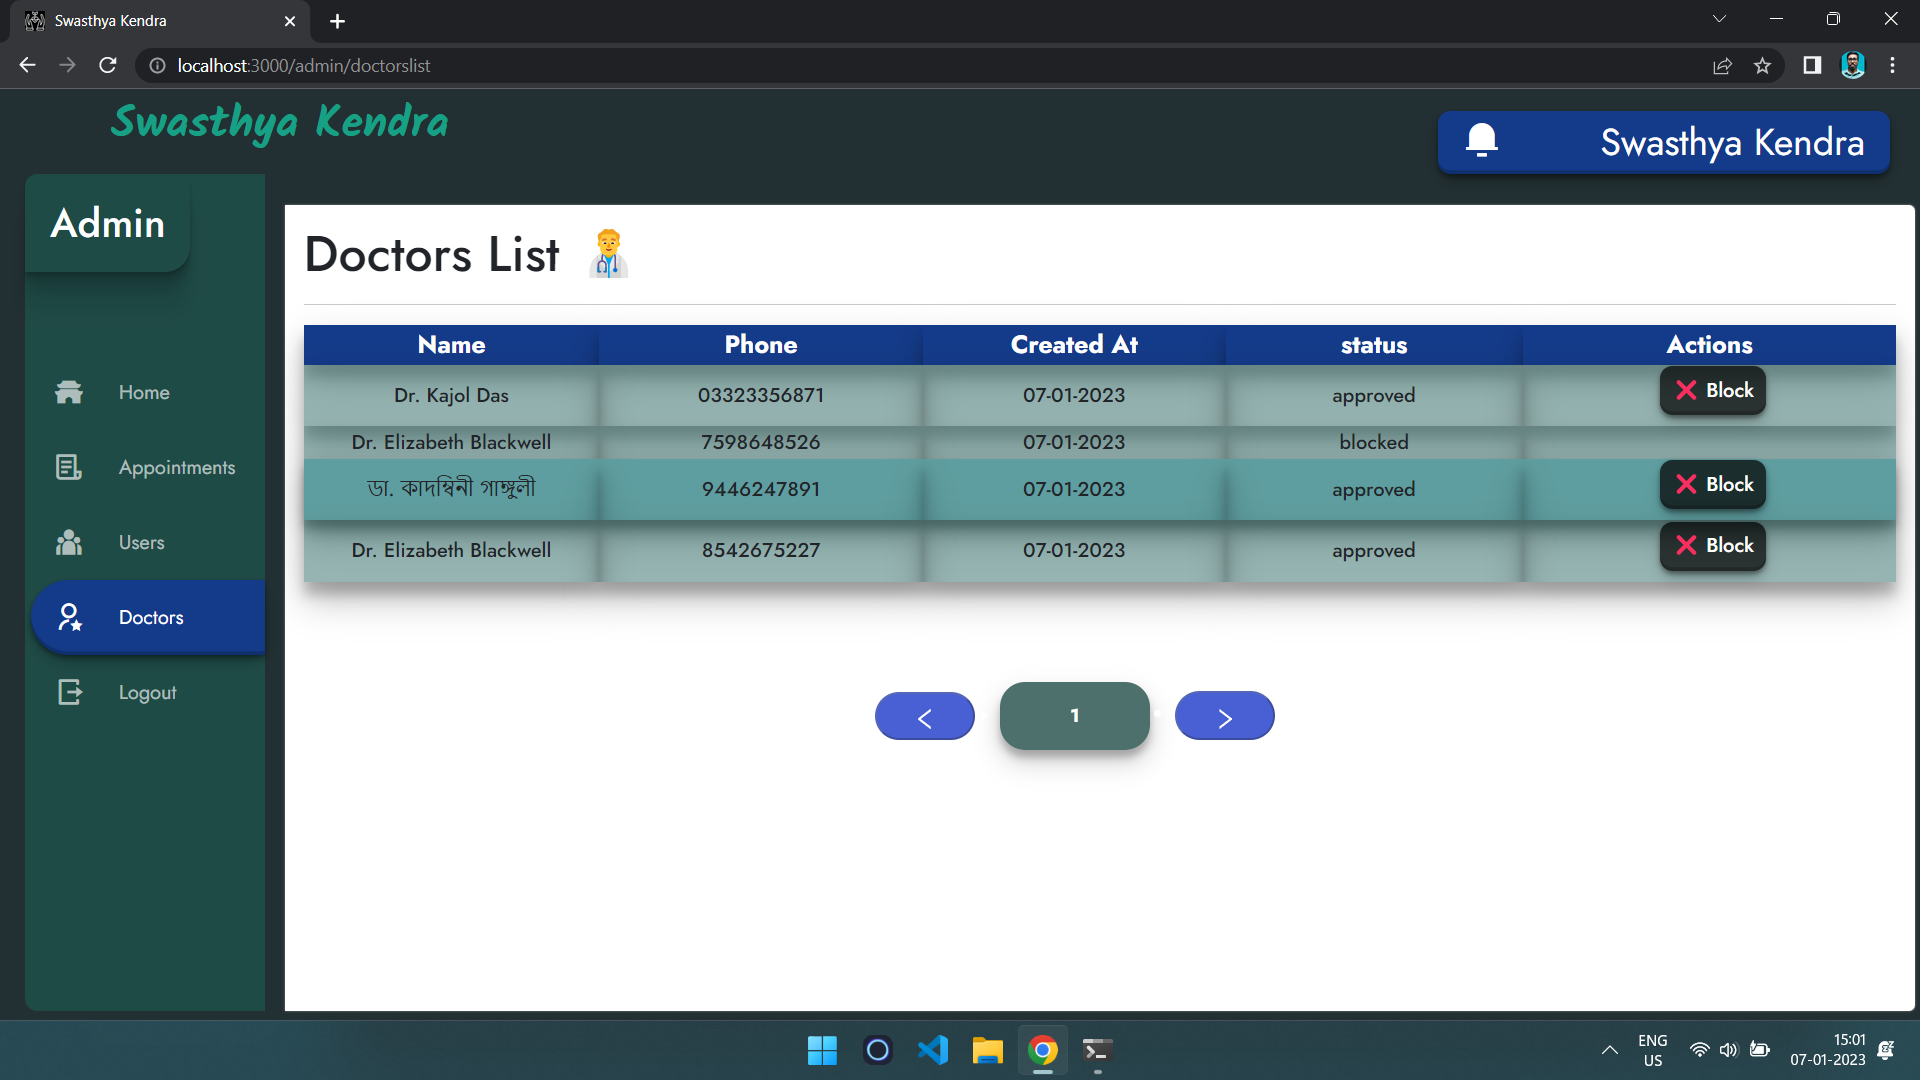 Swasthya Kendra
localhost:3000/admin/doctorslist
Swasthya Kendra
Swasthya Kendra
Admin
Home
Appointments
Users
Doctors
Logout
Doctors List
Name Phone Created At status Actions
Dr. Kajol Das 03323356871 07-01-2023 approved Block
Dr. Elizabeth Blackwell 7598648526 07-01-2023 blocked
ডা. কাদম্বিনী গাঙ্গুলী 9446247891 07-01-2023 approved Block
Dr. Elizabeth Blackwell 8542675227 07-01-2023 approved Block
< 1 >
ENG
US
15:01
07-01-2023